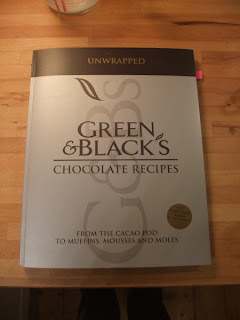 UNWRAPPED
G&B's
GREEN
&BLACK'S
CHOCOLATE RECIPES
FROM THE CACAO POD
TO MUFFINS, MOUSSES AND MOLES